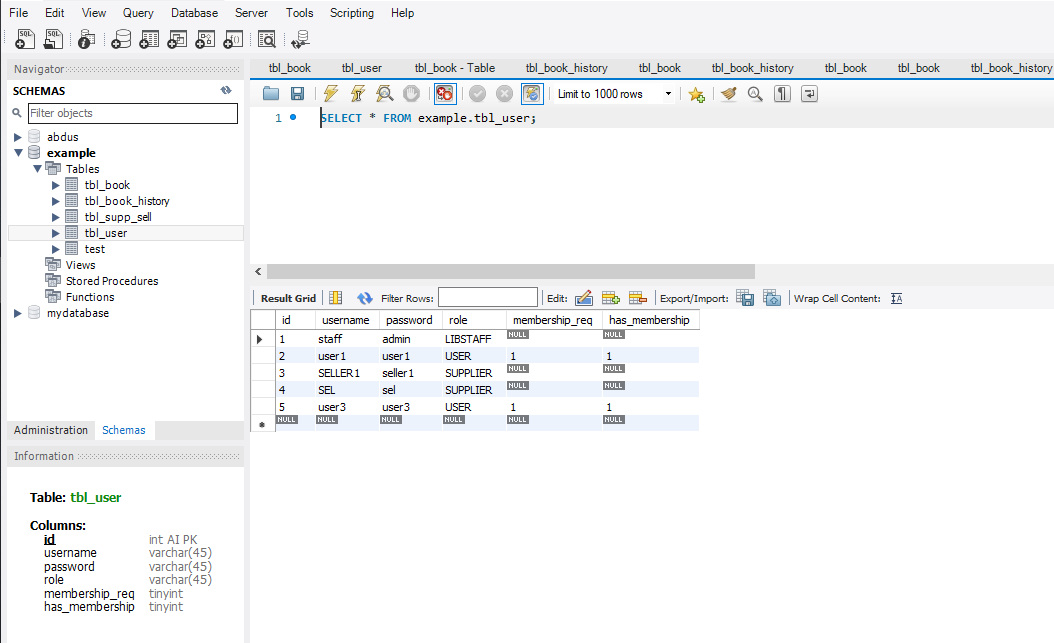 File Edit View Query Database Server Tools Scripting Help
Navigator
SCHEMAS
Filter objects
abdus
example
Tables
tbl_book
tbl_book_history
tbl_supp_sell
tbl_user
test
Views
Stored Procedures
Functions
mydatabase
Administration Schemas
Information
Table: tbl_user
Columns:
id int AI PK
username varchar(45)
password varchar(45)
role varchar(45)
membership_req tinyint
has_membership tinyint
tbl_book tbl_user tbl_book - Table tbl_book_history tbl_book tbl_book_history tbl_book tbl_book tbl_book_history
Limit to 1000 rows
1 SELECT * FROM example.tbl_user;
Result Grid Filter Rows: Edit: Export/Import: Wrap Cell Content:
id username password role membership_req has_membership
1 staff admin LIBSTAFF NULL NULL
2 user1 user1 USER 1 1
3 SELLER1 seller1 SUPPLIER NULL NULL
4 SEL sel SUPPLIER NULL NULL
5 user3 user3 USER 1 1
NULL NULL NULL NULL NULL NULL